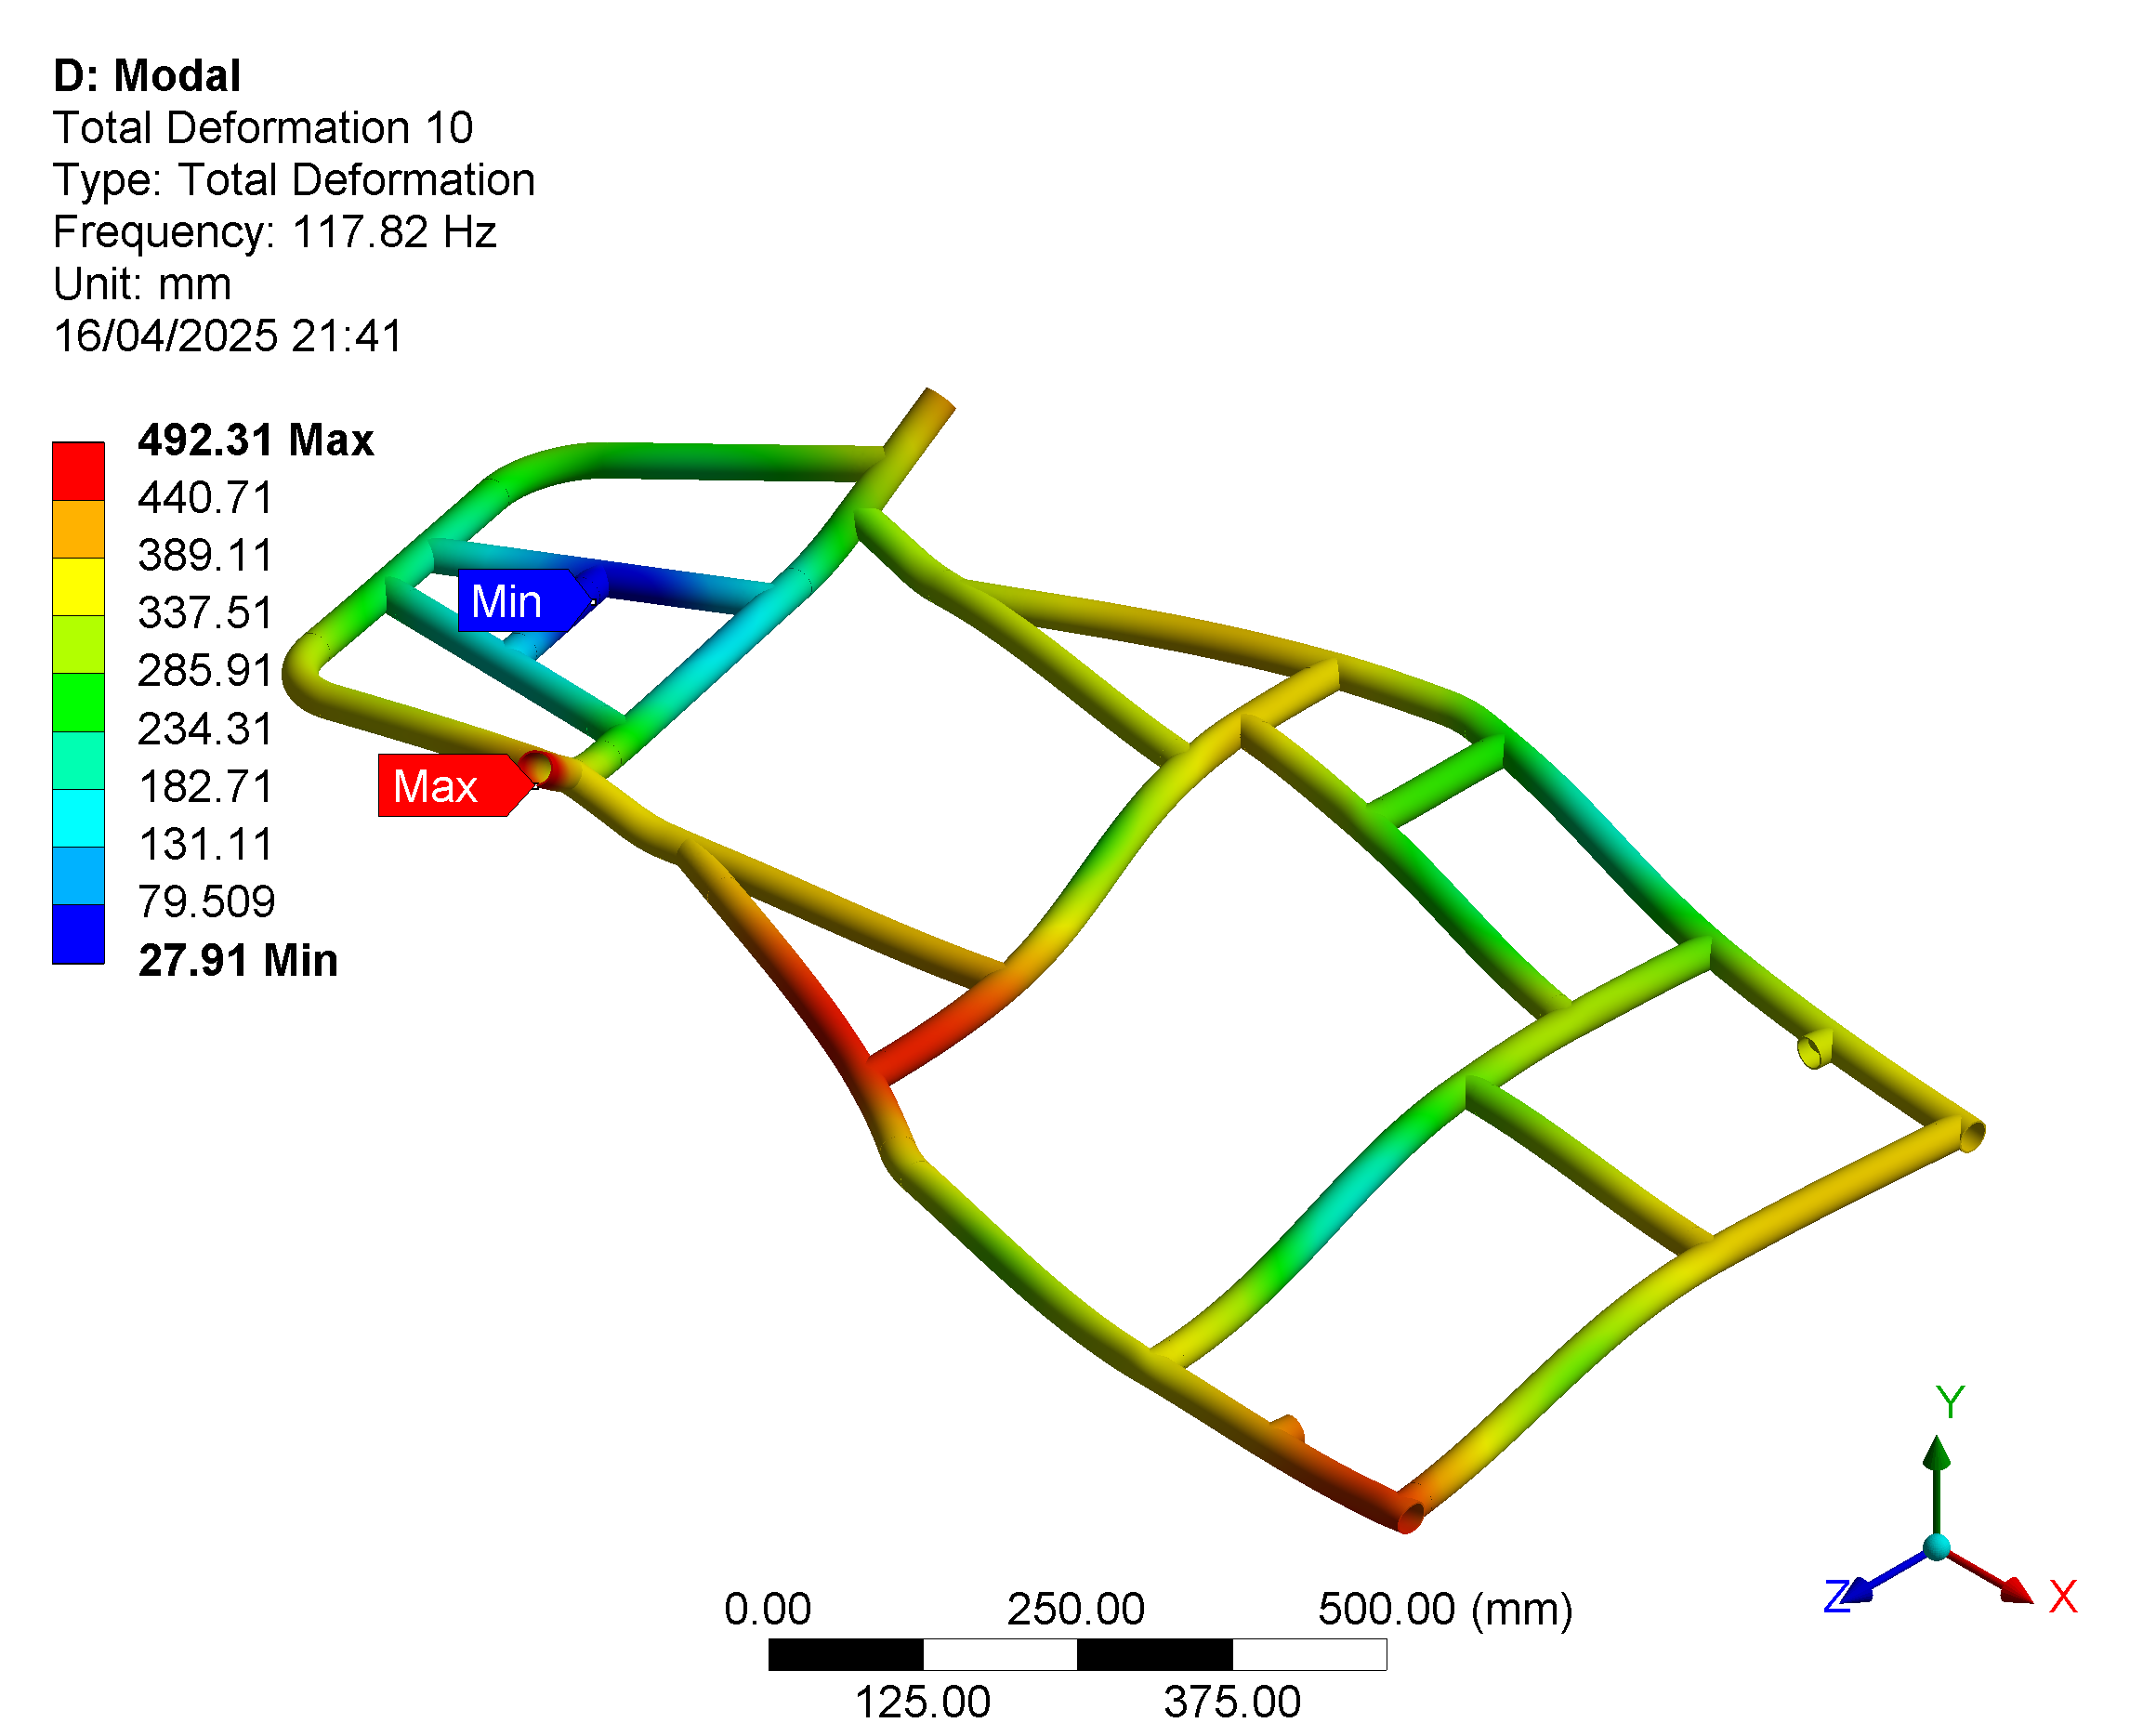 D: Modal
Total Deformation 10
Type: Total Deformation
Frequency: 117.82 Hz
Unit: mm
16/04/2025 21:41
492.31 Max
440.71
389.11
337.51
285.91
234.31
182.71
131.11
79.509
27.91 Min
Min
Max
Y
Z
X
0.00 250.00 500.00 (mm)
125.00 375.00